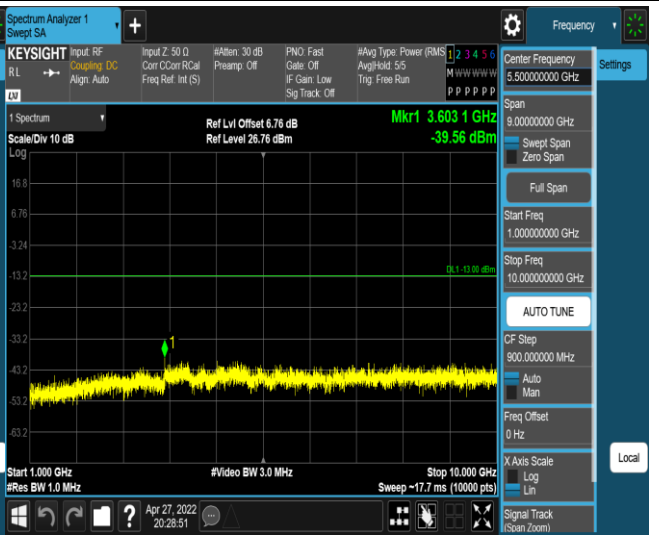 Spectrum Analyzer 1
Swept SA
Frequency
KEYSIGHT
RL
LXI
Input: RF
Coupling: DC
Align: Auto
Input Z: 50 Ω
Corr CCorr RCal
Freq Ref: Int (S)
#Atten: 30 dB
Preamp: Off
PNO: Fast
Gate: Off
IF Gain: Low
Sig Track: Off
#Avg Type: Power (RMS
Avg|Hold: 5/5
Trig: Free Run
1 2 3 4 5 6
M W W W W W
P P P P P P
1 Spectrum
Scale/Div 10 dB
Log
Ref Lvl Offset 6.76 dB
Ref Level 26.76 dBm
Mkr1 3.603 1 GHz
-39.56 dBm
16.8
6.76
-3.24
-13.2
DL1 -13.00 dBm
-23.2
-33.2
1
-43.2
-53.2
-63.2
Start 1.000 GHz
#Res BW 1.0 MHz
#Video BW 3.0 MHz
Stop 10.000 GHz
Sweep ~17.7 ms (10000 pts)
?
Apr 27, 2022
20:28:51
Center Frequency
5.500000000 GHz
Span
9.00000000 GHz
Swept Span
Zero Span
Full Span
Start Freq
1.000000000 GHz
Stop Freq
10.000000000 GHz
AUTO TUNE
CF Step
900.000000 MHz
Auto
Man
Freq Offset
0 Hz
X Axis Scale
Log
Lin
Signal Track
(Span Zoom)
Settings
Local